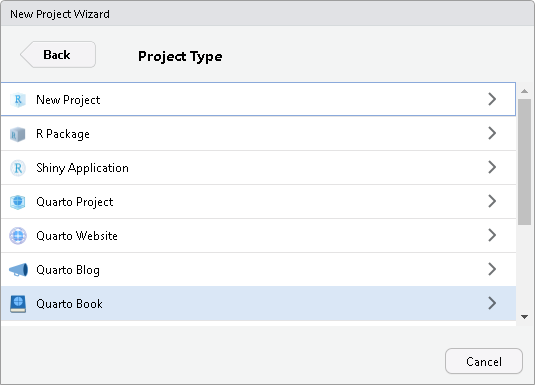 New Project Wizard
Back
Project Type
R New Project
R Package
R Shiny Application
Quarto Project
Quarto Website
Quarto Blog
Quarto Book
Cancel